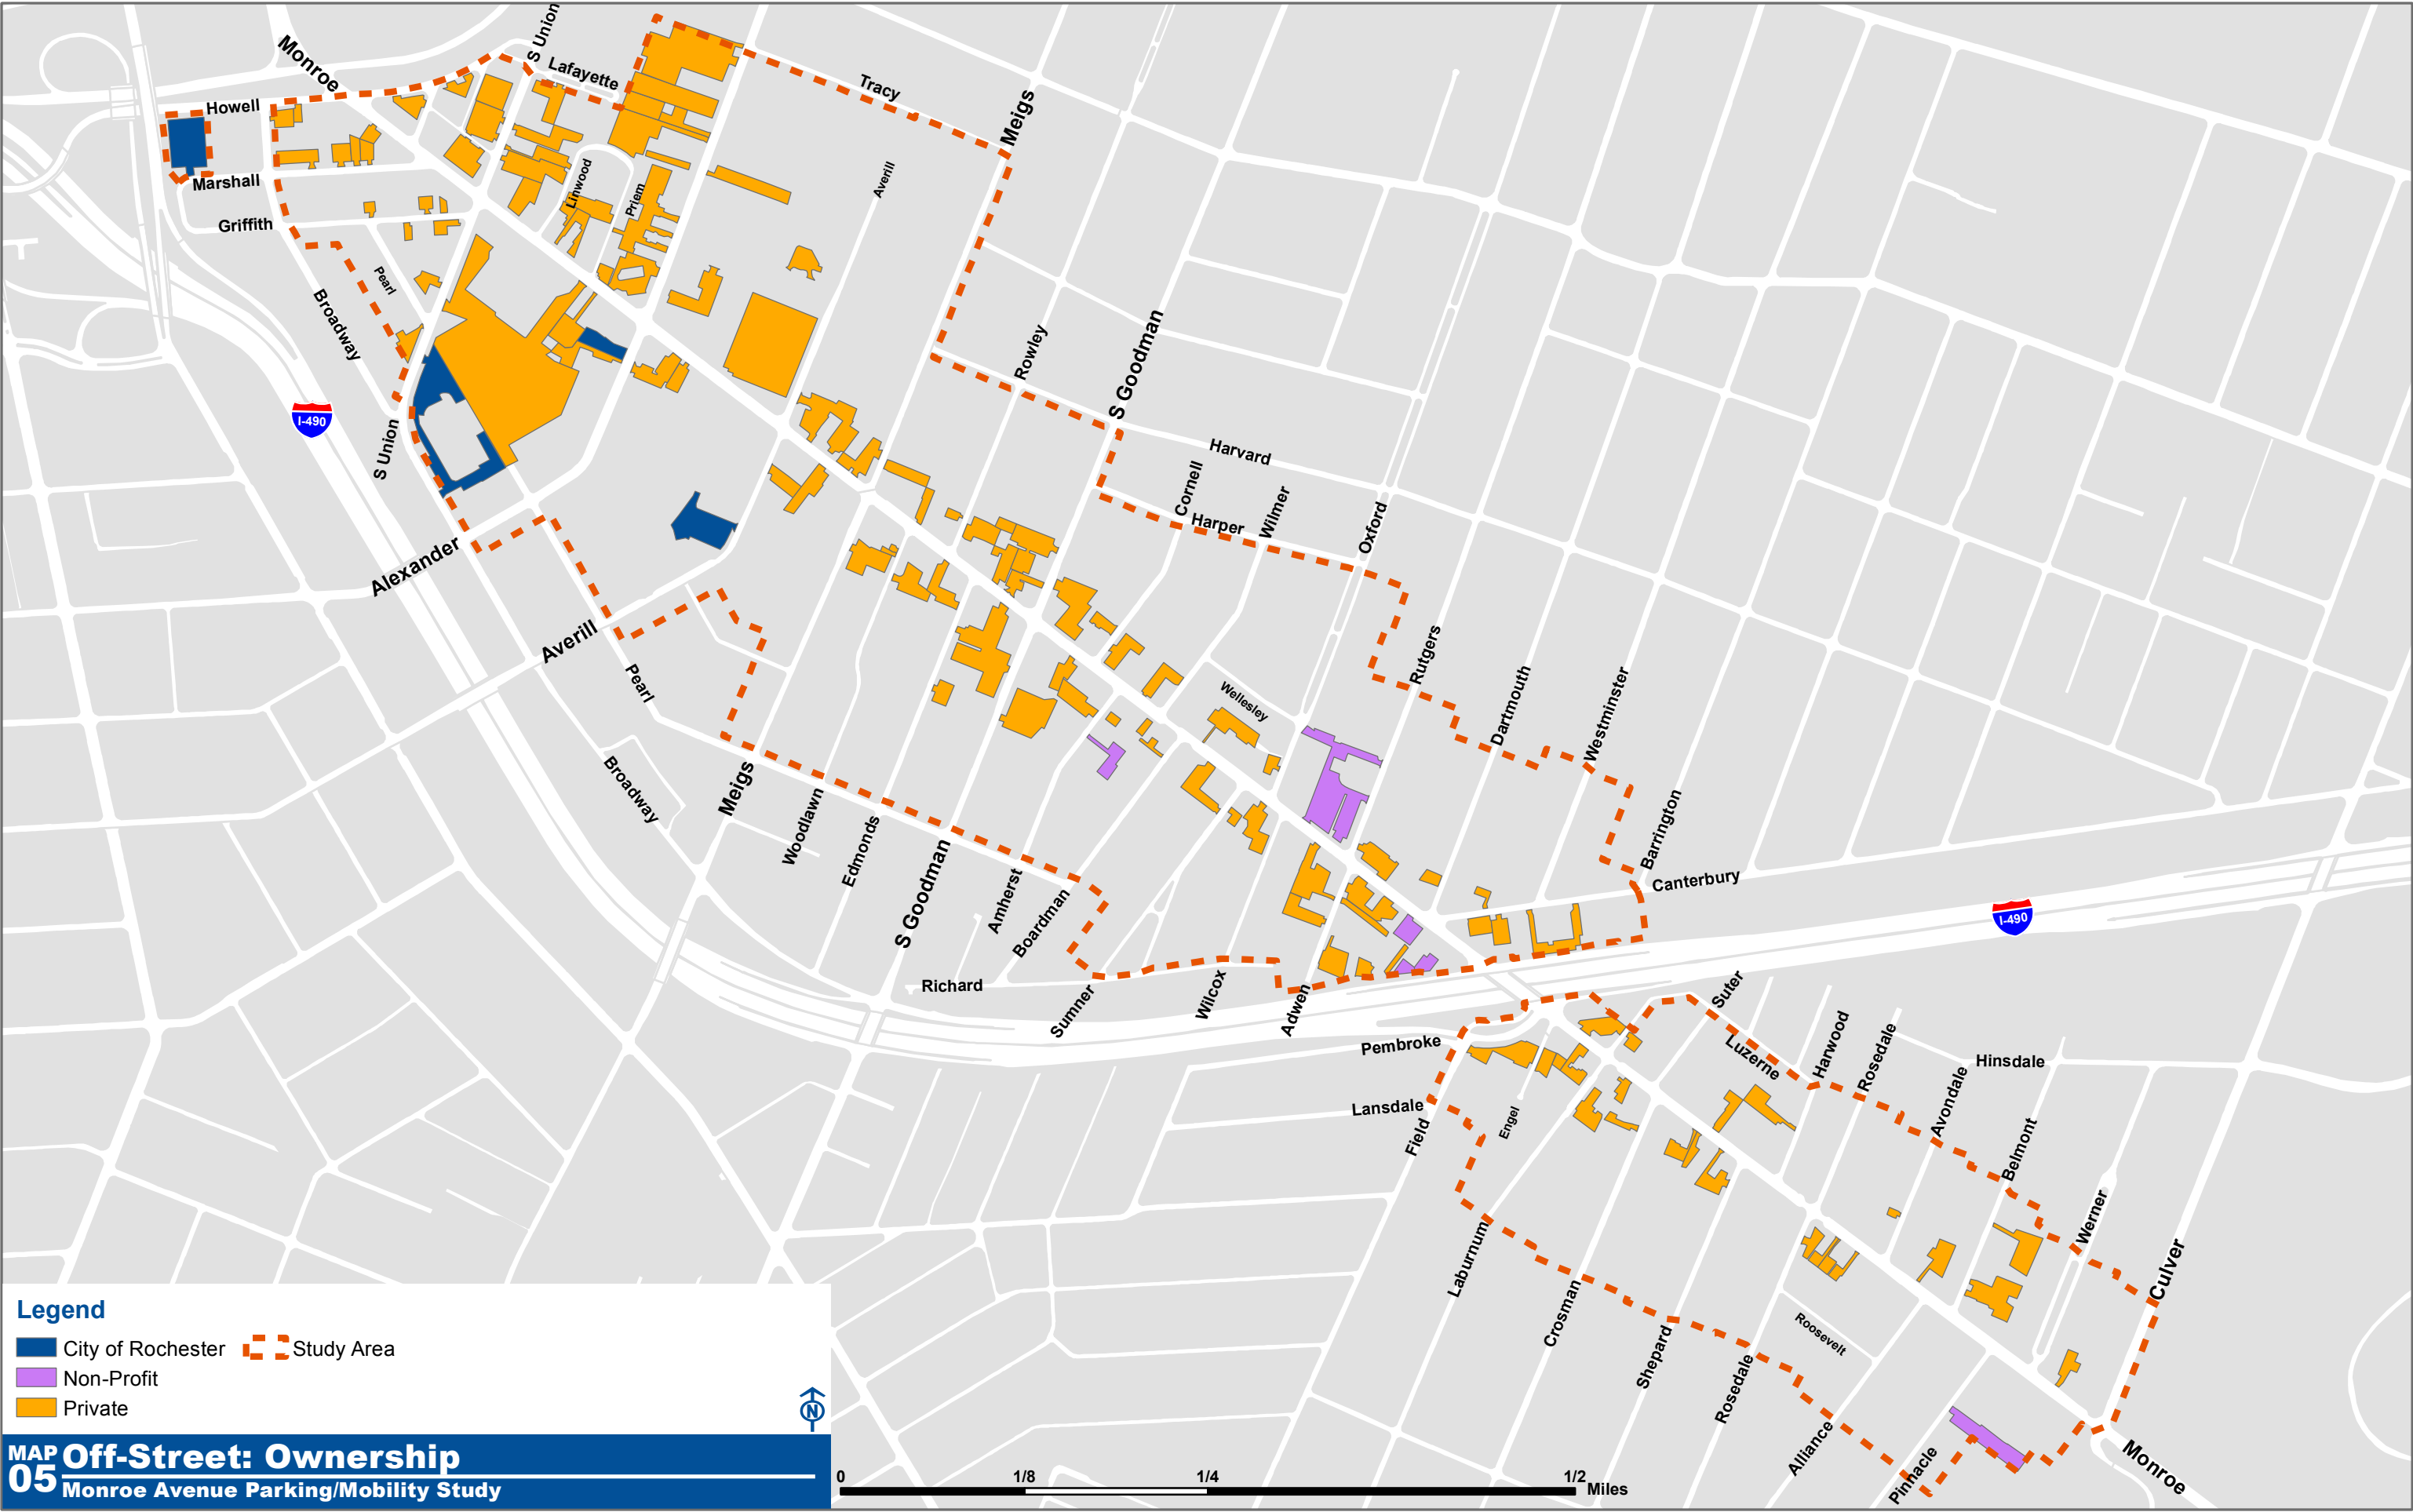 S Union
Monroe
Lafayette
Tracy
Howell
Meigs
Marshall
Linwood
Priem
Averill
Griffith
Pearl
Broadway
Rowley
S Goodman
I-490
S Union
Harvard
Cornell
Wilmer
Harper
Oxford
Alexander
Averill
Pearl
Rutgers
Wellesley
Dartmouth
Westminster
Broadway
Meigs
Woodlawn
Edmonds
S Goodman
Amherst
Boardman
Barrington
Canterbury
I-490
Richard
Sumner
Wilcox
Adwen
Suter
Pembroke
Luzerne
Harwood
Rosedale
Hinsdale
Avondale
Lansdale
Field
Engel
Belmont
Werner
Culver
Laburnum
Crosman
Shepard
Rosedale
Roosevelt
Alliance
Pinnacle
Monroe
Legend
City of Rochester
Study Area
Non-Profit
Private
N
MAP
05
Off-Street: Ownership
Monroe Avenue Parking/Mobility Study
0 1/8 1/4 1/2
Miles